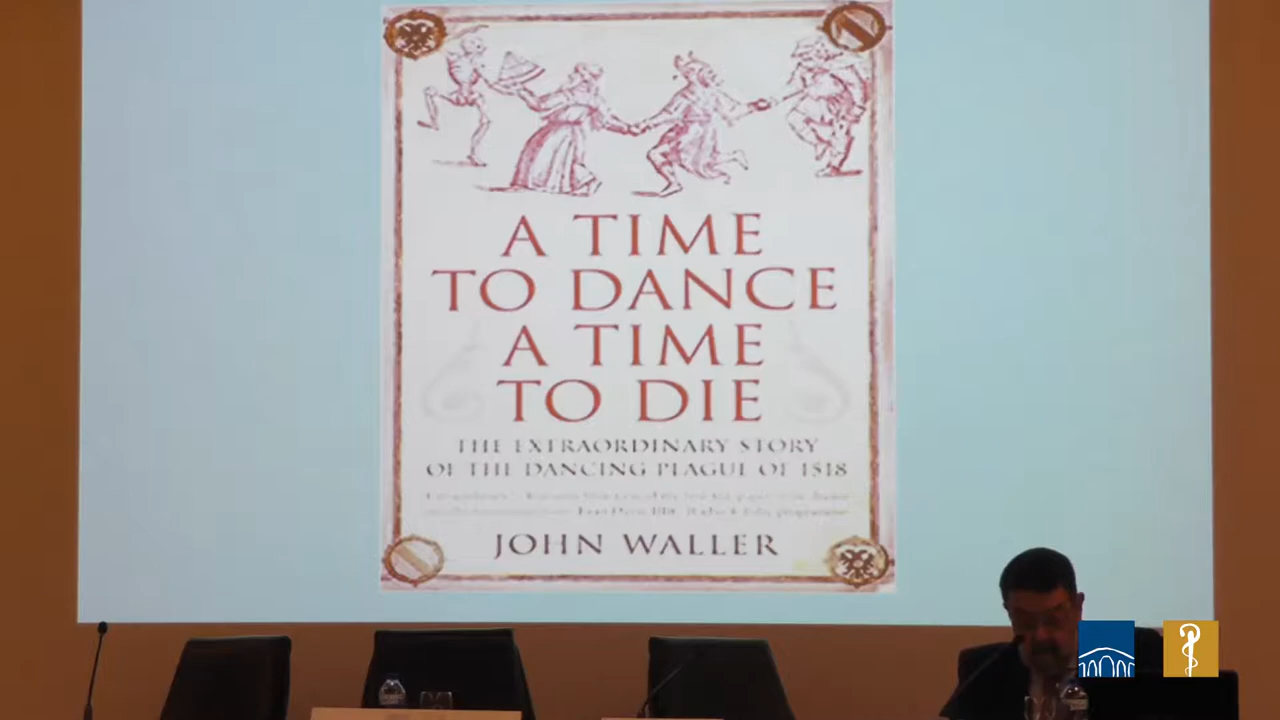 A TIME
TO DANCE
A TIME
TO DIE
THE EXTRAORDINARY STORY
OF THE DANCING PLAGUE OF 1518
JOHN WALLER